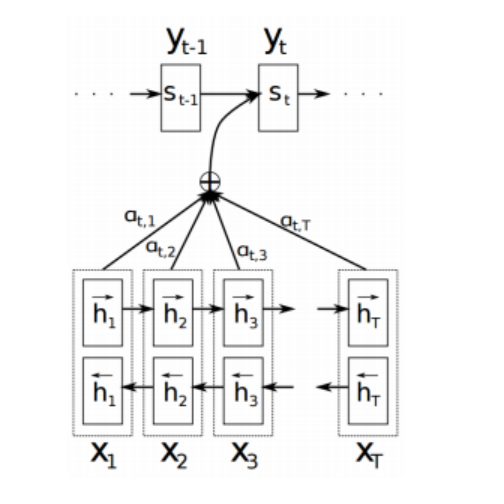 y_{t-1} y_t
. . . s_{t-1} s_t . . .
a_{t,1} a_{t,2} a_{t,3} a_{t,T}
\overrightarrow{h}_1 \overrightarrow{h}_2 \overrightarrow{h}_3 \overrightarrow{h}_T
\overleftarrow{h}_1 \overleftarrow{h}_2 \overleftarrow{h}_3 \overleftarrow{h}_T
x_1 x_2 x_3 x_T